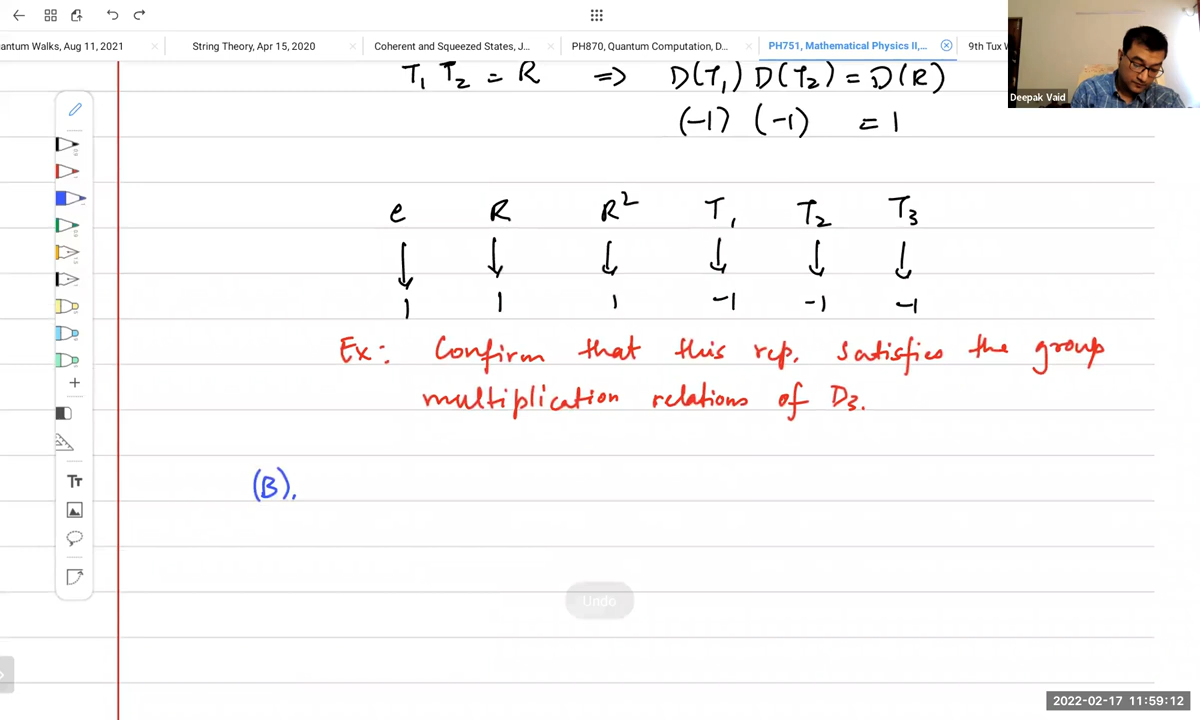 antum Walks, Aug 11, 2021 String Theory, Apr 15, 2020 Coherent and Squeezed States, J... PH870, Quantum Computation, D... PH751, Mathematical Physics II,... 9th Tux
Deepak Vaid
T₁ T₂ = R ⇒ D(T₁) D(T₂) = D(R)
(-1) (-1) = 1
e R R² T₁ T₂ T₃
↓ ↓ ↓ ↓ ↓ ↓
1 1 1 -1 -1 -1
Ex: Confirm that this rep. satisfies the group
multiplication relations of D₃.
(B).
TT
Undo
2022-02-17 11:59:12